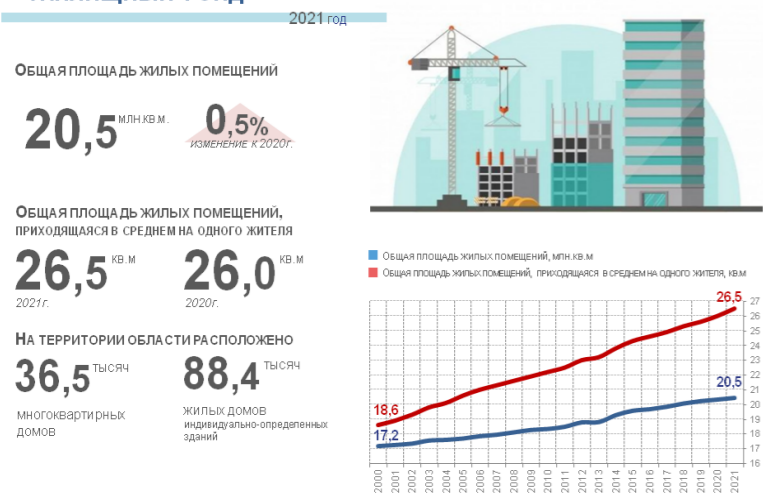 2021 год
ОБЩАЯ ПЛОЩАДЬ ЖИЛЫХ ПОМЕЩЕНИЙ
20,5 МЛН.КВ.М.
0,5%
ИЗМЕНЕНИЕ К 2020г.
ОБЩАЯ ПЛОЩАДЬ ЖИЛЫХ ПОМЕЩЕНИЙ,
ПРИХОДЯЩАЯСЯ В СРЕДНЕМ НА ОДНОГО ЖИТЕЛЯ
26,5 КВ.М
2021г.
26,0 КВ.М
2020г.
НА ТЕРРИТОРИИ ОБЛАСТИ РАСПОЛОЖЕНО
36,5 ТЫСЯЧ
многоквартирных
домов
88,4 ТЫСЯЧ
жилых домов
индивидуально-определенных
зданий
ОБЩАЯ ПЛОЩАДЬ ЖИЛЫХ ПОМЕЩЕНИЙ, МЛН.КВ.М
ОБЩАЯ ПЛОЩАДЬ ЖИЛЫХ ПОМЕЩЕНИЙ, ПРИХОДЯЩАЯСЯ В СРЕДНЕМ НА ОДНОГО ЖИТЕЛЯ, КВ.М
26,5
20,5
18,6
17,2
27
26
25
24
23
22
21
20
19
18
17
16
2000
2001
2002
2003
2004
2005
2006
2007
2008
2009
2010
2011
2012
2013
2014
2015
2016
2017
2018
2019
2020
2021